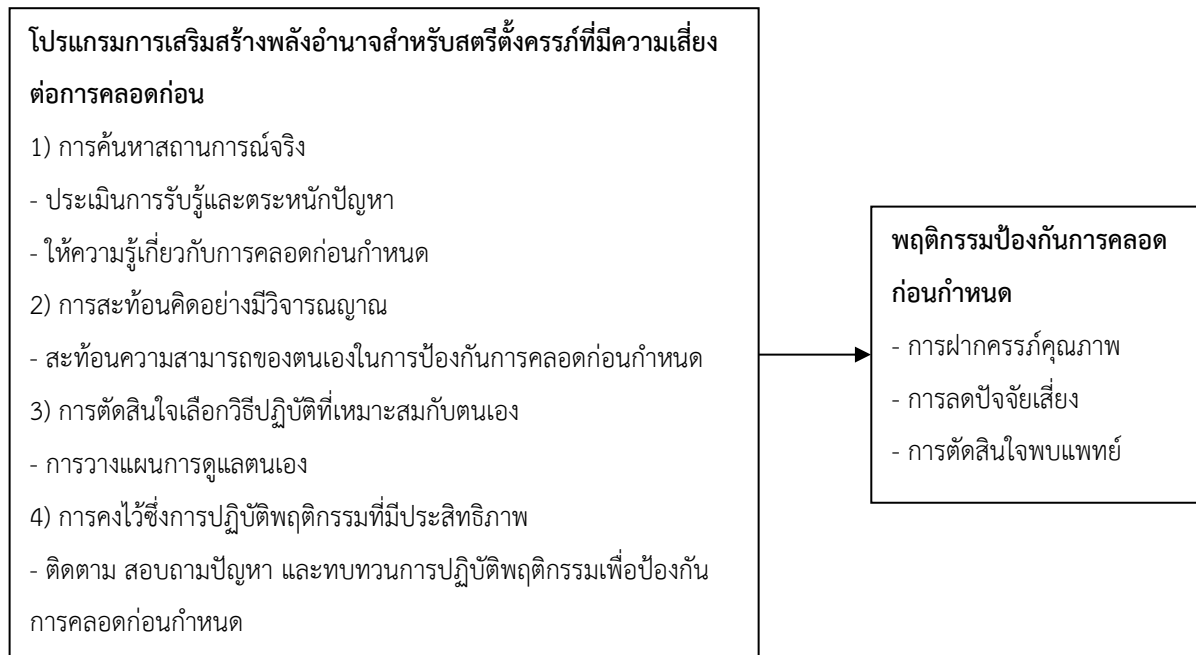 โปรแกรมการเสริมสร้างพลังอำนาจสำหรับสตรีตั้งครรภ์ที่มีความเสี่ยง
ต่อการคลอดก่อน
1) การค้นหาสถานการณ์จริง
- ประเมินการรับรู้และตระหนักปัญหา
- ให้ความรู้เกี่ยวกับการคลอดก่อนกำหนด
2) การสะท้อนคิดอย่างมีวิจารณญาณ
- สะท้อนความสามารถของตนเองในการป้องกันการคลอดก่อนกำหนด
3) การตัดสินใจเลือกวิธีปฏิบัติที่เหมาะสมกับตนเอง
- การวางแผนการดูแลตนเอง
4) การคงไว้ซึ่งการปฏิบัติพฤติกรรมที่มีประสิทธิภาพ
- ติดตาม สอบถามปัญหา และทบทวนการปฏิบัติพฤติกรรมเพื่อป้องกัน
การคลอดก่อนกำหนด
พฤติกรรมป้องกันการคลอด
ก่อนกำหนด
- การฝากครรภ์คุณภาพ
- การลดปัจจัยเสี่ยง
- การตัดสินใจพบแพทย์